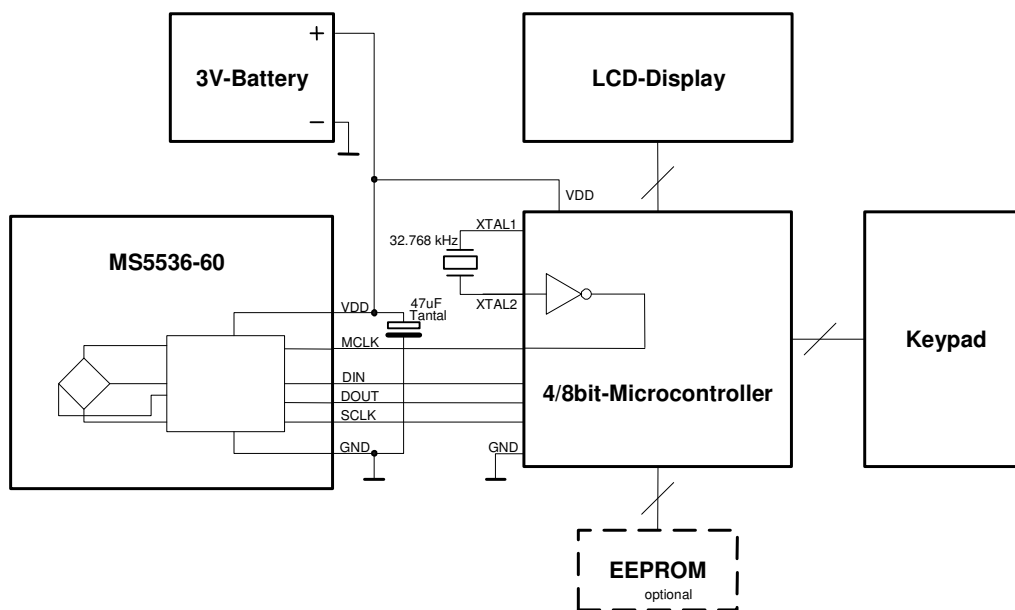 +
3V-Battery
−
LCD-Display
VDD
MS5536-60
XTAL1
32.768 kHz
XTAL2
47uF
Tantal
VDD
MCLK
DIN
DOUT
SCLK
GND
4/8bit-Microcontroller
GND
Keypad
EEPROM
optional